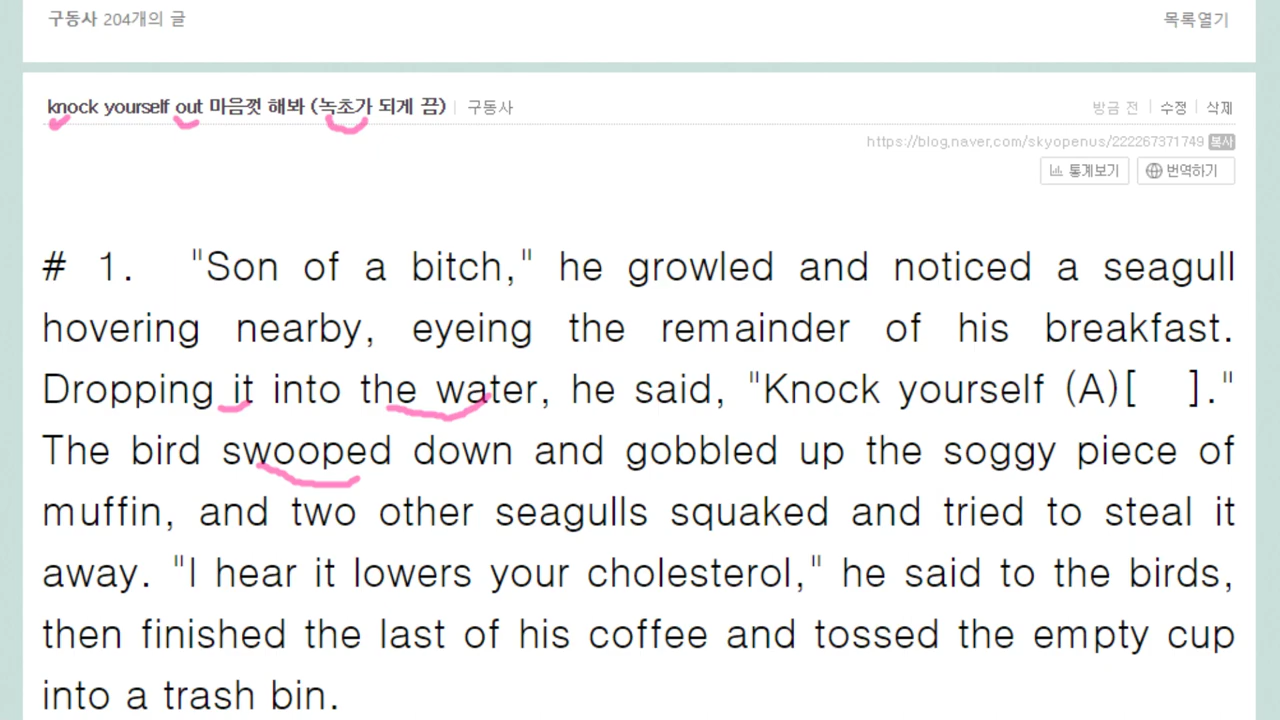 구동사 204개의 글 목록열기
knock yourself out 마음껏 해봐 (녹초가 되게 끔) | 구동사 방금 전 | 수정 | 삭제
https://blog.naver.com/skyopenus/222267371749 복사
통계보기 번역하기
# 1. "Son of a bitch," he growled and noticed a seagull
hovering nearby, eyeing the remainder of his breakfast.
Dropping it into the water, he said, "Knock yourself (A)[ ]."
The bird swooped down and gobbled up the soggy piece of
muffin, and two other seagulls squaked and tried to steal it
away. "I hear it lowers your cholesterol," he said to the birds,
then finished the last of his coffee and tossed the empty cup
into a trash bin.